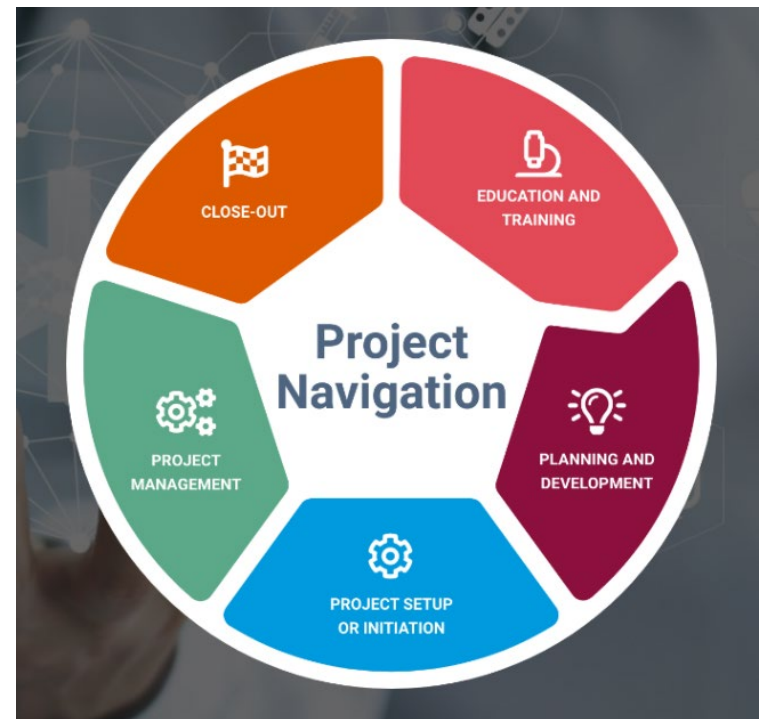 Project
Navigation
EDUCATION AND
TRAINING
PLANNING AND
DEVELOPMENT
PROJECT SETUP
OR INITIATION
PROJECT
MANAGEMENT
CLOSE-OUT